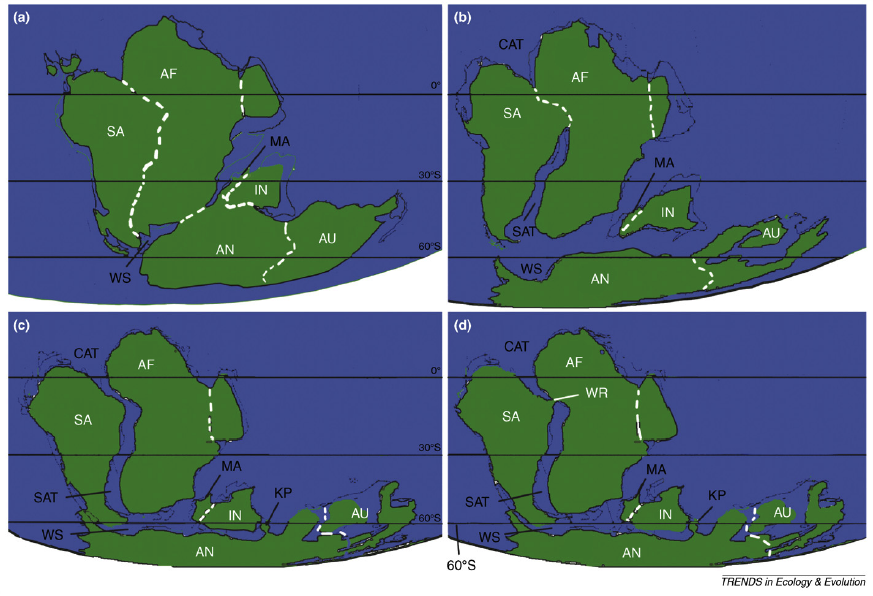 (a)
AF
0°
SA
MA
30°S
IN
AN
AU
60°S
WS
(b)
CAT
AF
SA
MA
IN
SAT
AU
WS
AN
(c)
CAT
AF
0°
SA
30°S
MA
SAT
KP
IN
AU
60°S
WS
AN
(d)
CAT
AF
WR
SA
MA
SAT
KP
IN
AU
WS
AN
60°S
TRENDS in Ecology & Evolution